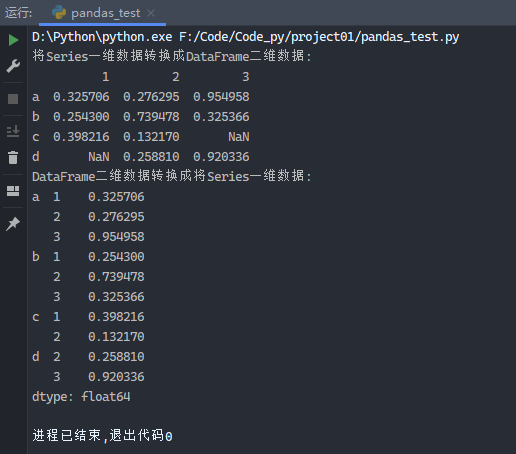 运行: pandas_test
D:\Python\python.exe F:/Code/Code_py/project01/pandas_test.py
将Series一维数据转换成DataFrame二维数据:
          1         2         3
a  0.325706  0.276295  0.954958
b  0.254300  0.739478  0.325366
c  0.398216  0.132170       NaN
d       NaN  0.258810  0.920336
DataFrame二维数据转换成将Series一维数据:
a  1    0.325706
   2    0.276295
   3    0.954958
b  1    0.254300
   2    0.739478
   3    0.325366
c  1    0.398216
   2    0.132170
d  2    0.258810
   3    0.920336
dtype: float64
进程已结束,退出代码0